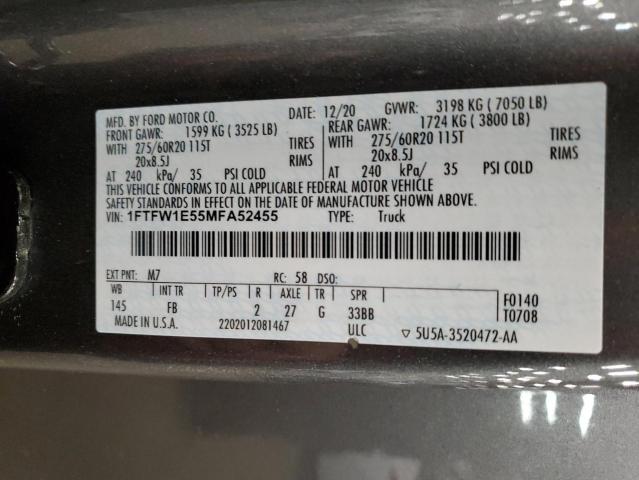 MFD. BY FORD MOTOR CO. DATE: 12/20 GVWR: 3198 KG ( 7050 LB)
FRONT GAWR: 1599 KG ( 3525 LB) REAR GAWR: 1724 KG ( 3800 LB)
WITH 275/60R20 115T TIRES WITH 275/60R20 115T TIRES
20x8.5J RIMS 20x8.5J RIMS
AT 240 kPa/ 35 PSI COLD AT 240 kPa/ 35 PSI COLD
THIS VEHICLE CONFORMS TO ALL APPLICABLE FEDERAL MOTOR VEHICLE
SAFETY STANDARDS IN EFFECT ON THE DATE OF MANUFACTURE SHOWN ABOVE.
VIN: 1FTFW1E55MFA52455 TYPE: Truck
EXT PNT: M7 RC: 58 DSO:
WB INT TR TP/PS R AXLE TR SPR F0140
145 FB 2 27 G 33BB T0708
MADE IN U.S.A. 2202012081467 ULC ▽ 5U5A-3520472-AA